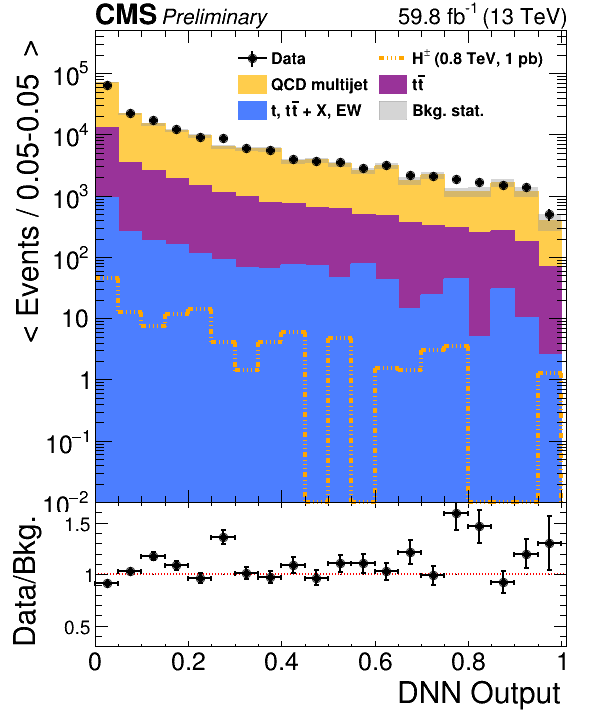 CMS Preliminary 59.8 fb⁻¹ (13 TeV)
Data
H± (0.8 TeV, 1 pb)
QCD multijet
tt̅
t, tt̅ + X, EW
Bkg. stat.
< Events / 0.05-0.05 >
10⁵
10⁴
10³
10²
10
1
10⁻¹
10⁻²
Data/Bkg.
1.5
1
0.5
0 0.2 0.4 0.6 0.8 1
DNN Output